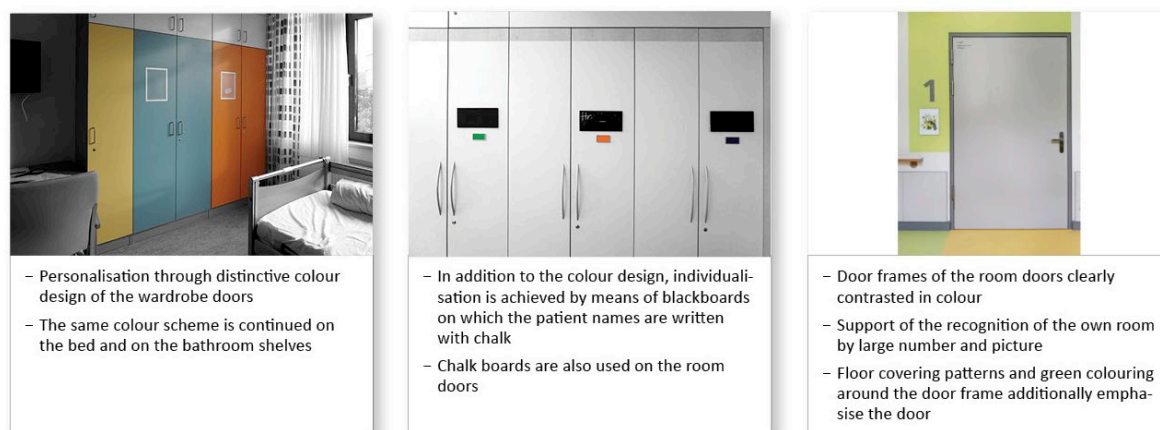 1
– Personalisation through distinctive colour
design of the wardrobe doors
– The same colour scheme is continued on
the bed and on the bathroom shelves
– In addition to the colour design, individuali-
sation is achieved by means of blackboards
on which the patient names are written
with chalk
– Chalk boards are also used on the room
doors
– Door frames of the room doors clearly
contrasted in colour
– Support of the recognition of the own room
by large number and picture
– Floor covering patterns and green colouring
around the door frame additionally empha-
sise the door